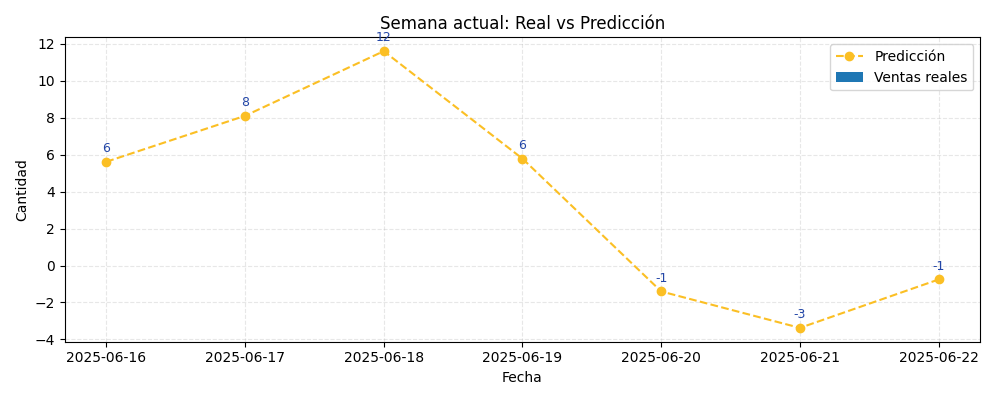 Semana actual: Real vs Predicción
Cantidad
12
10
8
6
4
2
0
−2
−4
6
8
12
6
-1
-3
-1
Predicción
Ventas reales
2025-06-16 2025-06-17 2025-06-18 2025-06-19 2025-06-20 2025-06-21 2025-06-22
Fecha